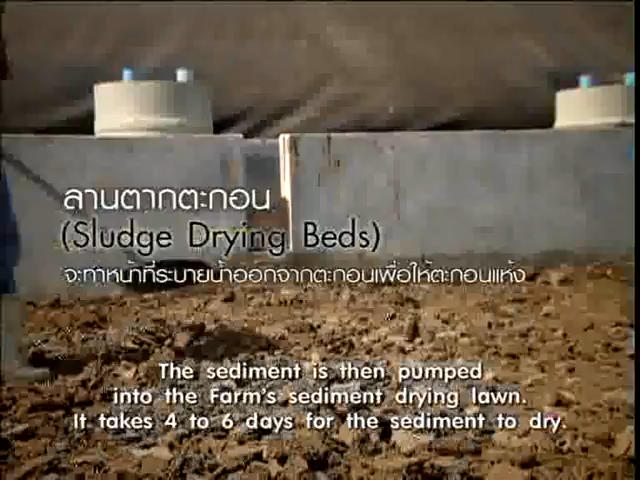 ลานตากตะกอน
(Sludge Drying Beds)
จะทำหน้าที่ระบายน้ำออกจากตะกอนเพื่อให้ตะกอนแห้ง
The sediment is then pumped
into the Farm's sediment drying lawn.
It takes 4 to 6 days for the sediment to dry.